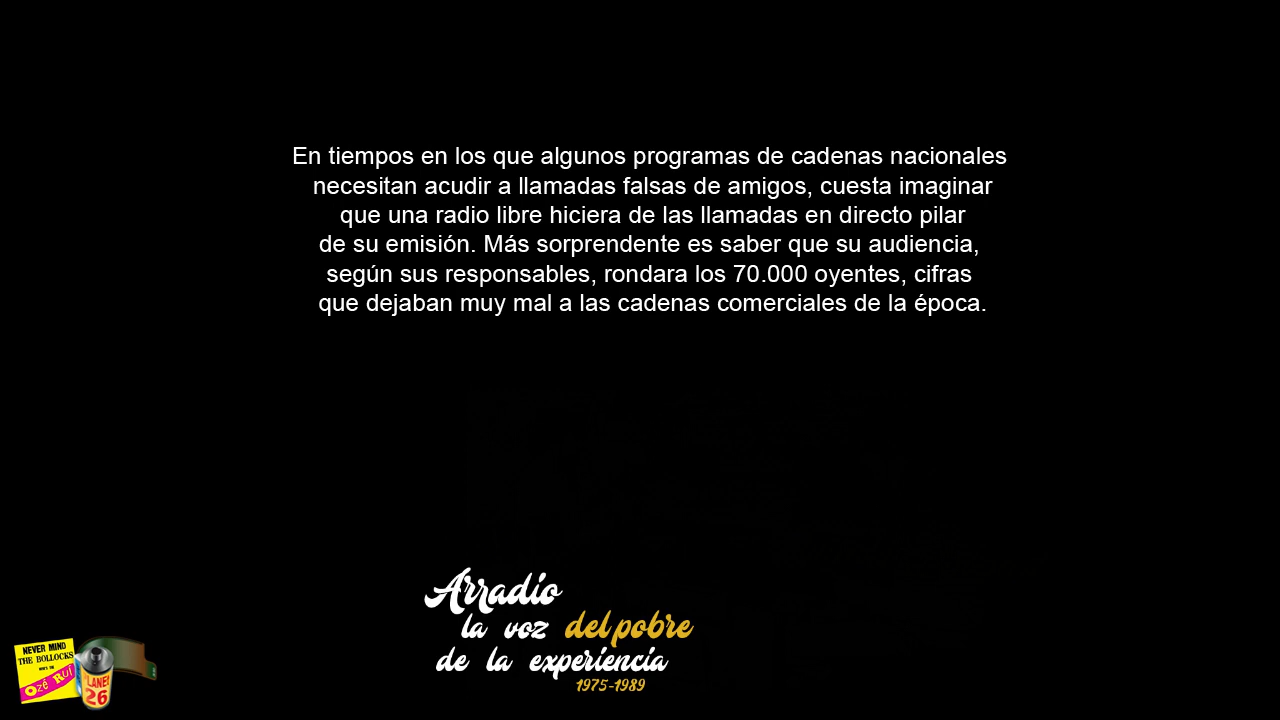 En tiempos en los que algunos programas de cadenas nacionales
necesitan acudir a llamadas falsas de amigos, cuesta imaginar
que una radio libre hiciera de las llamadas en directo pilar
de su emisión. Más sorprendente es saber que su audiencia,
según sus responsables, rondara los 70.000 oyentes, cifras
que dejaban muy mal a las cadenas comerciales de la época.
Arradio
la voz del pobre
de la experiencia
1975-1989
NEVER MIND
THE BOLLOCKS
Ozé Ruí
PLANET
26